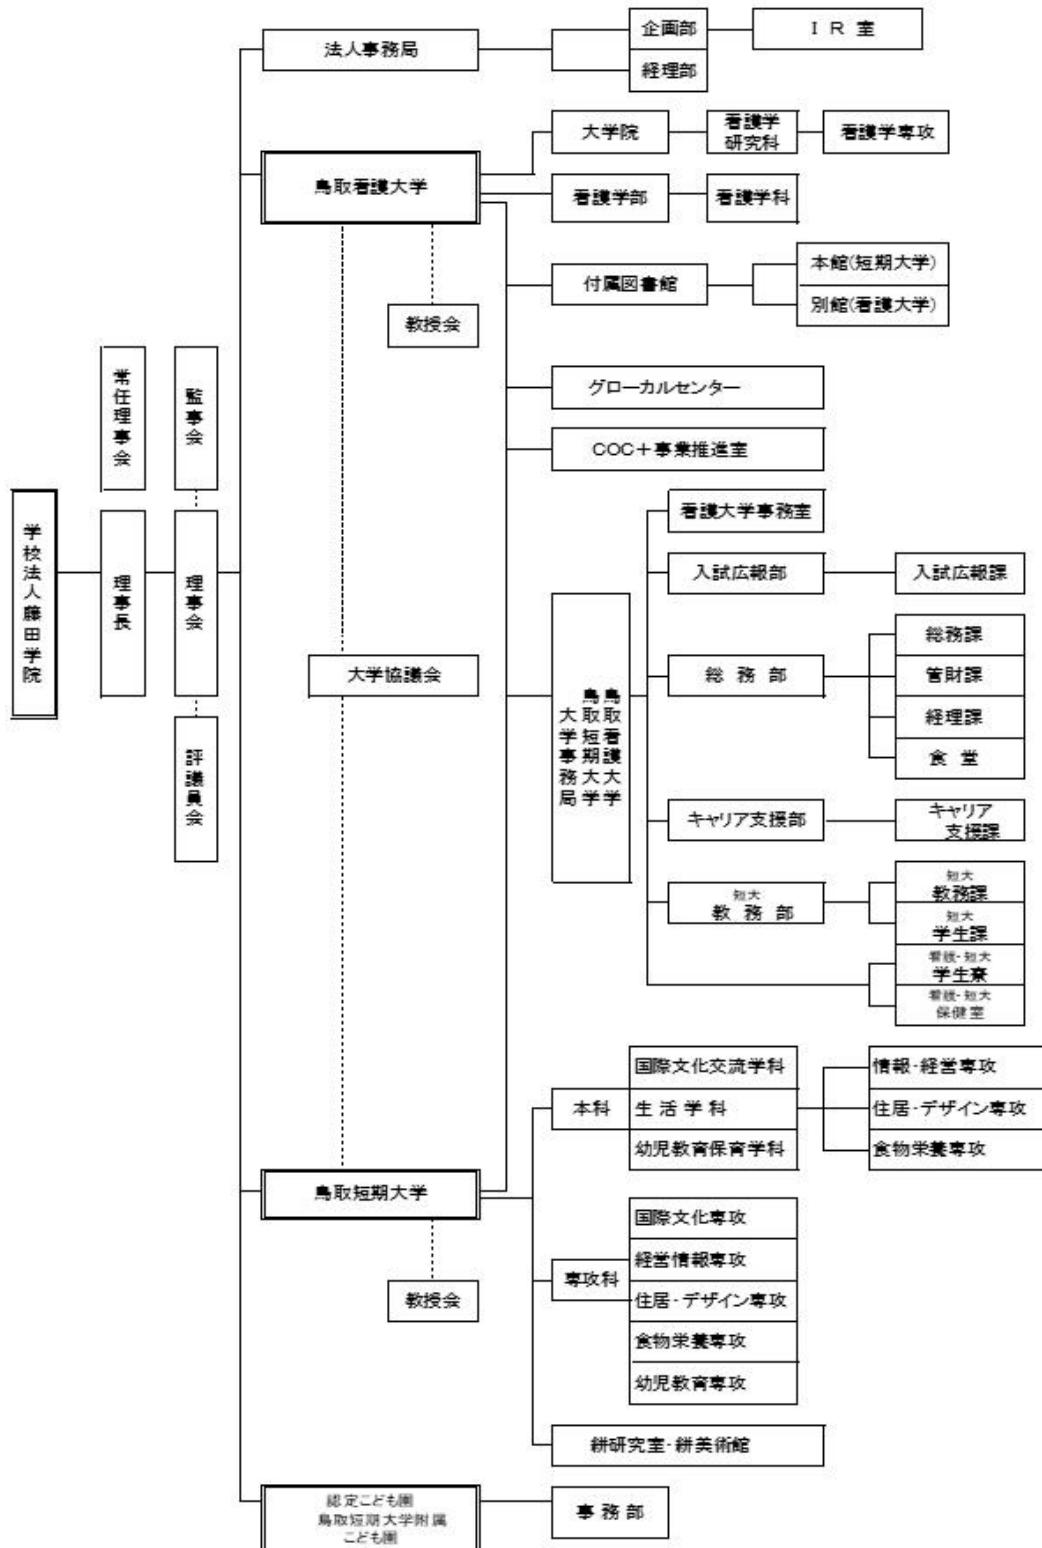 法人事務局
企画部
経理部
ＩＲ室
大学院
看護学
研究科
看護学専攻
鳥取看護大学
看護学部
看護学科
付属図書館
本館(短期大学)
別館(看護大学)
教授会
グローカルセンター
COC＋事業推進室
常任理事会
監事会
学校法人藤田学院
理事長
理事会
評議員会
大学協議会
鳥取看護大学
鳥取短期大学
大学事務局
看護大学事務室
入試広報部
入試広報課
総務部
総務課
管財課
経理課
食堂
キャリア支援部
キャリア
支援課
短大
教務部
短大
教務課
短大
学生課
看護・短大
学生寮
看護・短大
保健室
鳥取短期大学
教授会
本科
国際文化交流学科
生活学科
幼児教育保育学科
情報・経営専攻
住居・デザイン専攻
食物栄養専攻
専攻科
国際文化専攻
経営情報専攻
住居・デザイン専攻
食物栄養専攻
幼児教育専攻
絣研究室・絣美術館
認定こども園
鳥取短期大学附属
こども園
事務部